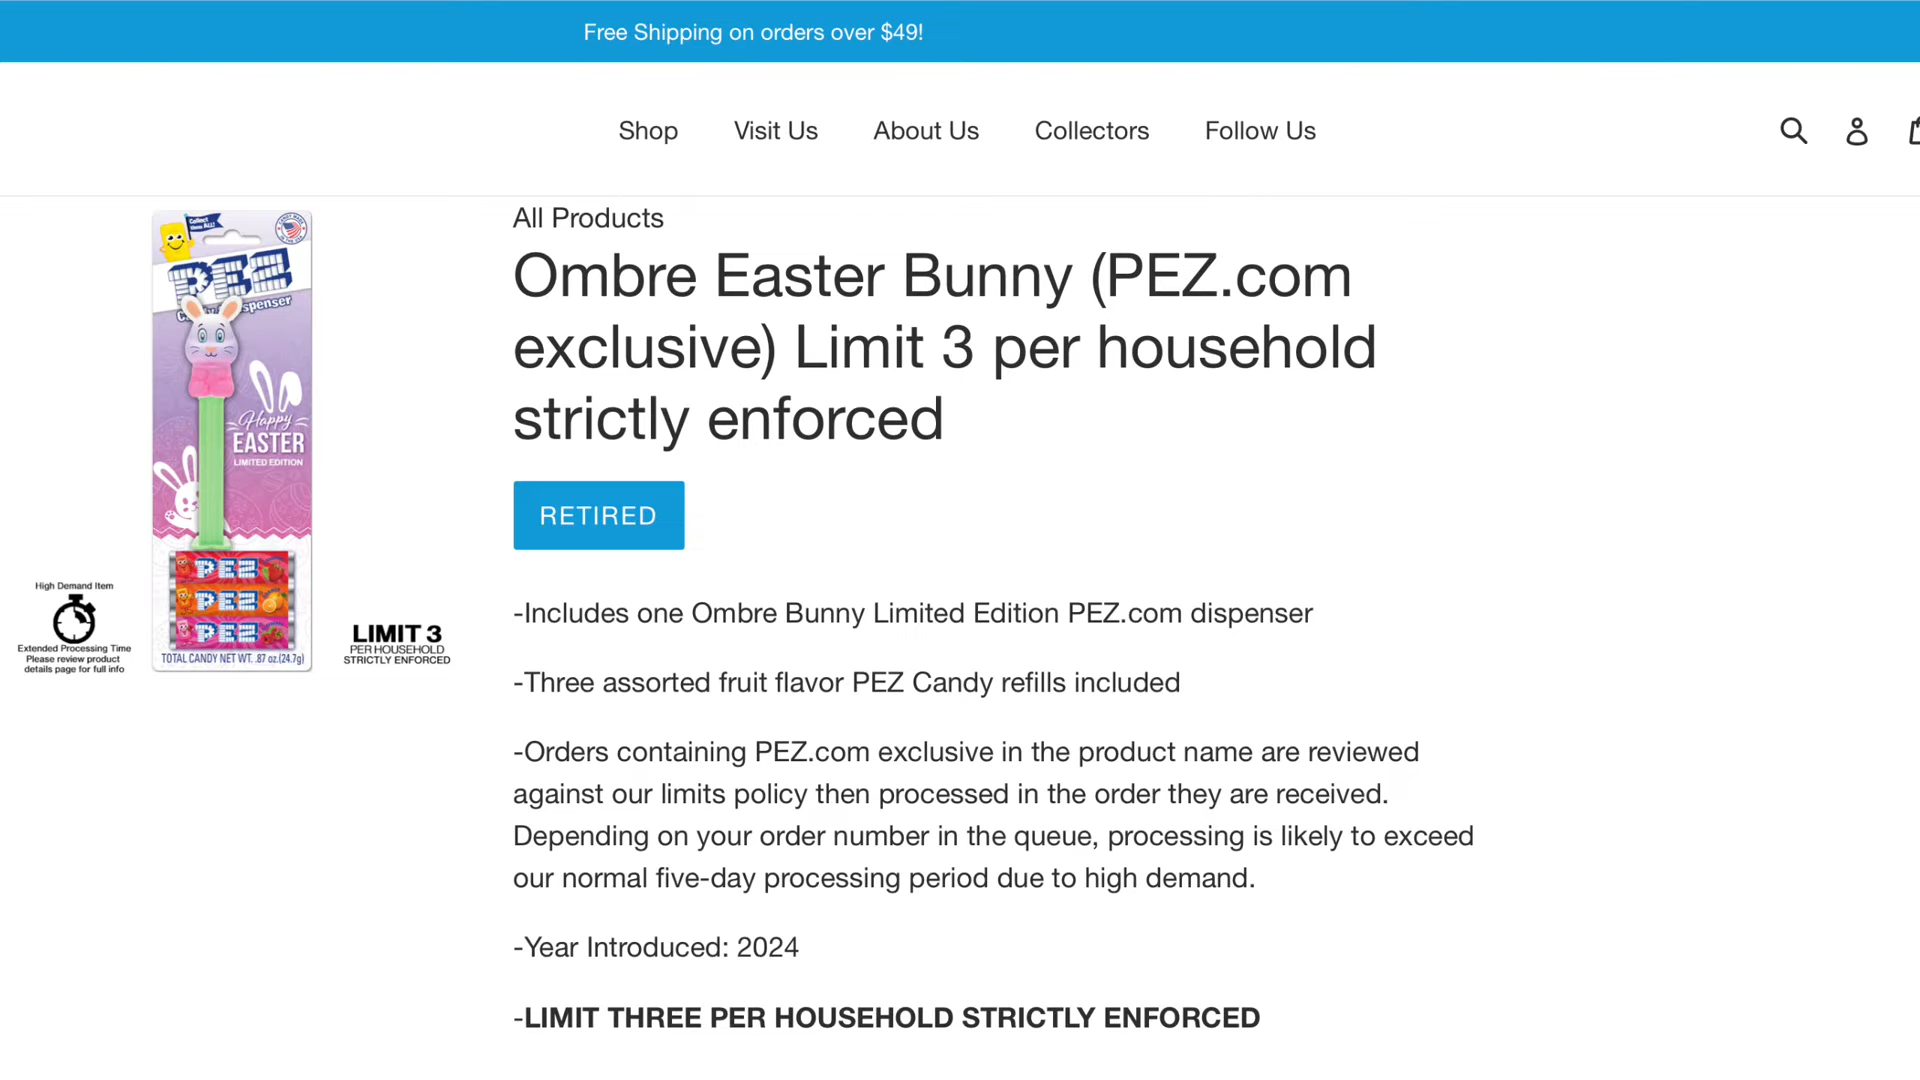 Free Shipping on orders over $49!
Shop
Visit Us
About Us
Collectors
Follow Us
Collect
them ALL!
PEZ
Happy
EASTER
LIMITED EDITION
PEZ
PEZ
PEZ
TOTAL CANDY NET WT. .87 oz.(24.7g)
High Demand Item
Extended Processing Time
Please review product
details page for full info
LIMIT 3
PER HOUSEHOLD
STRICTLY ENFORCED
All Products
Ombre Easter Bunny (PEZ.com
exclusive) Limit 3 per household
strictly enforced
RETIRED
-Includes one Ombre Bunny Limited Edition PEZ.com dispenser
-Three assorted fruit flavor PEZ Candy refills included
-Orders containing PEZ.com exclusive in the product name are reviewed
against our limits policy then processed in the order they are received.
Depending on your order number in the queue, processing is likely to exceed
our normal five-day processing period due to high demand.
-Year Introduced: 2024
-LIMIT THREE PER HOUSEHOLD STRICTLY ENFORCED